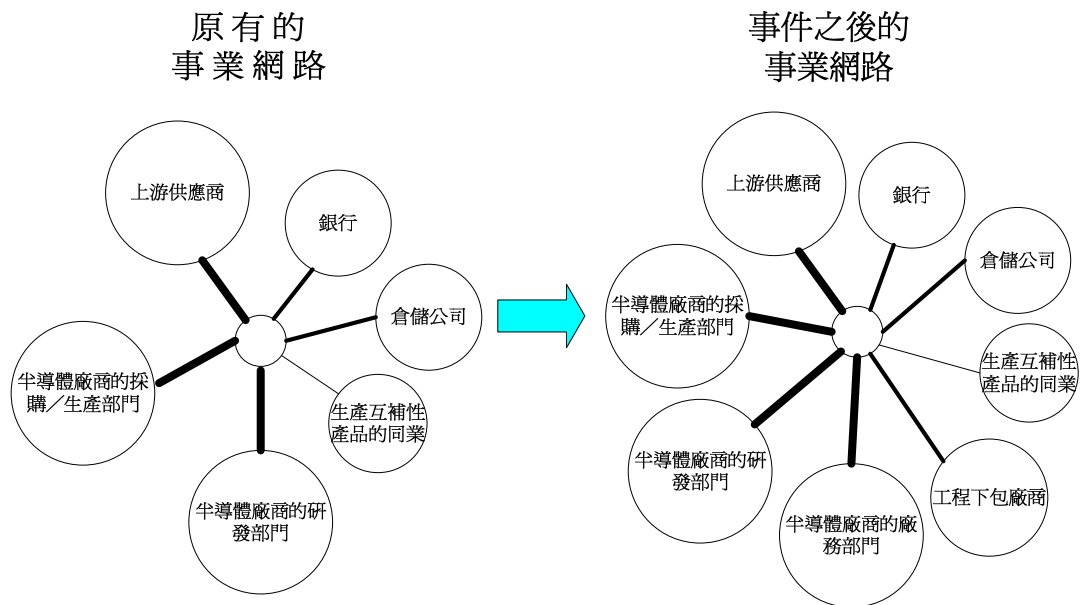 原有的
事業網路
上游供應商
銀行
倉儲公司
半導體廠商的採
購／生產部門
生產互補性
產品的同業
半導體廠商的研
發部門
事件之後的
事業網路
上游供應商
銀行
倉儲公司
半導體廠商的採
購／生產部門
生產互補性
產品的同業
半導體廠商的研
發部門
工程下包廠商
半導體廠商的廠
務部門